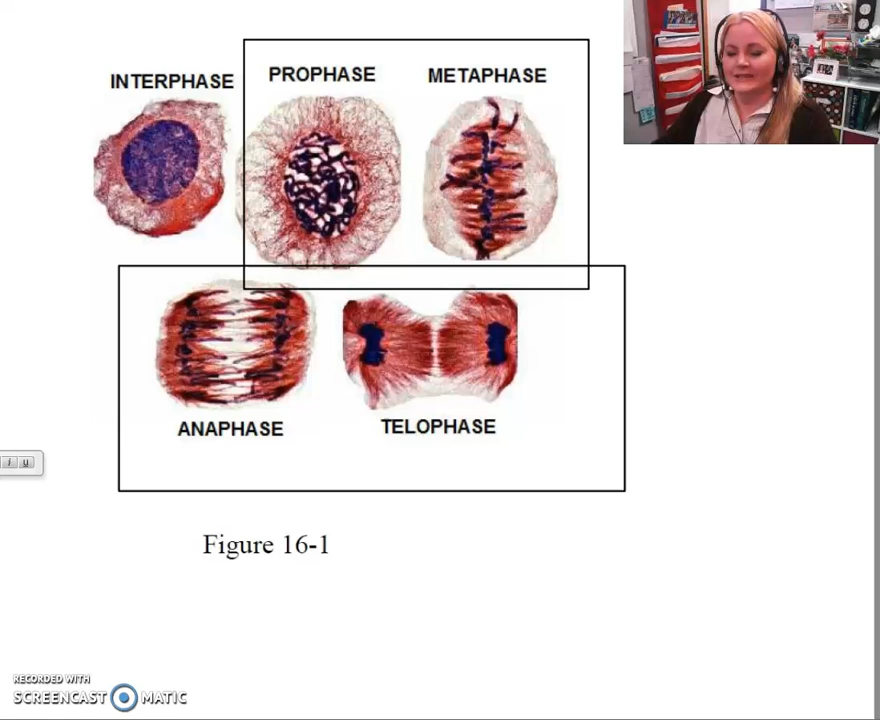 INTERPHASE
PROPHASE
METAPHASE
ANAPHASE
TELOPHASE
i u
Figure 16-1
RECORDED WITH
SCREENCAST MATIC